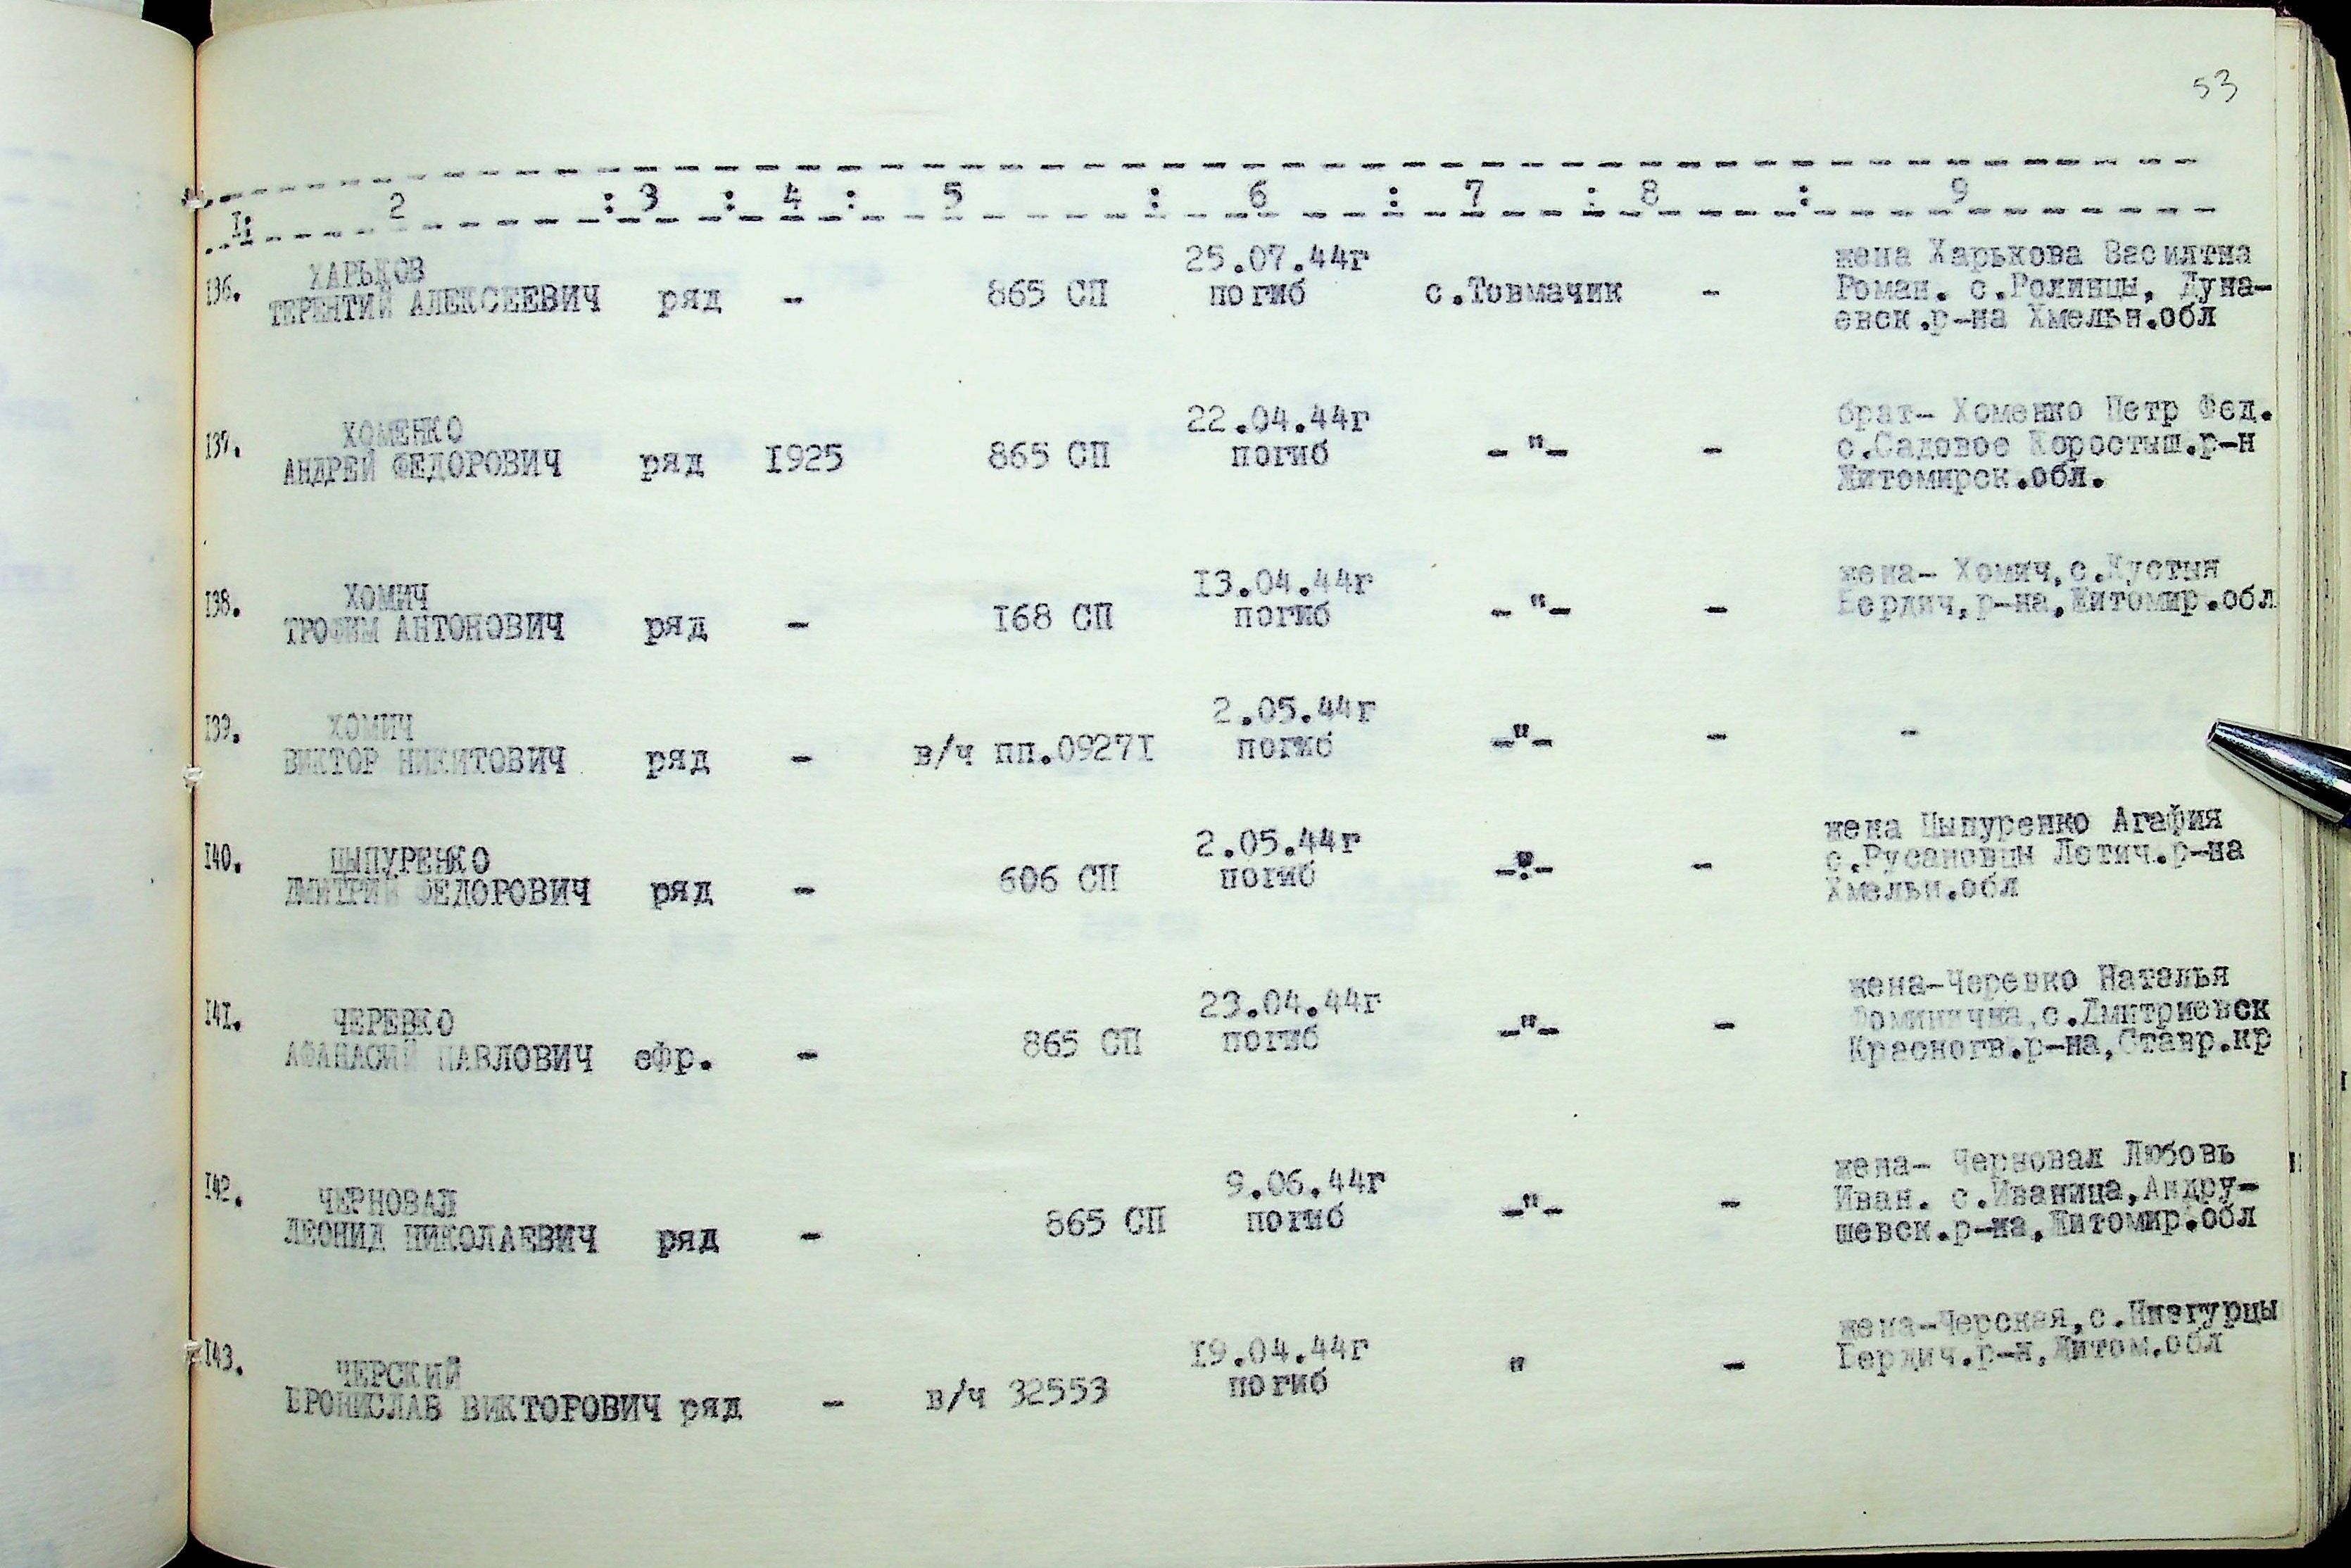 53
1: 2 : 3 : 4 : 5 : 6 : 7 : 8 : 9
25.07.44г жена Харькова Василтна
136. ХАРЬКОВ
ТЕРЕНТИЙ АЛЕКСЕЕВИЧ ряд - 865 СП погиб с.Товмачик - Роман. с.Ролинцы, Дуна-
евск.р-на Хмельн.обл
22.04.44г брат- Хоменко Петр Фед.
137. ХОМЕНКО
АНДРЕЙ ФЕДОРОВИЧ ряд 1925 865 СП погиб -"- - с.Садовое Коростыш.р-н
Житомирск.обл.
13.04.44г жена- Хомич,с.Кустын
138. ХОМИЧ
ТРОФИМ АНТОНОВИЧ ряд - 168 СП погиб -"- - Бердич,р-на,Житомир.обл
2.05.44г
139. ХОМИЧ
ВИКТОР НИКИТОВИЧ ряд - в/ч пп.09271 погиб -"- - -
2.05.44г жена Цыпуренко Агафия
140. ЦЫПУРЕНКО
ДМИТРИЙ ФЕДОРОВИЧ ряд - 606 СП погиб -"- - с.Русановцы Летич.р-на
Хмельн.обл
23.04.44г жена-Черевко Наталья
141. ЧЕРЕВКО
АФАНАСИЙ ПАВЛОВИЧ ефр. - 865 СП погиб -"- - Фоминична,с.Дмитриевск
Красногв.р-на,Ставр.кр
9.06.44г жена- Черновал Любовь
142. ЧЕРНОВАЛ
ЛЕОНИД НИКОЛАЕВИЧ ряд - 865 СП погиб -"- - Иван. с.Иваница,Андру-
шевск.р-на,Житомир.обл
19.04.44г жена-Черская,с.Низгурцы
143. ЧЕРСКИЙ
БРОНИСЛАВ ВИКТОРОВИЧ ряд - в/ч 32553 погиб " - Бердич.р-н,Житом.обл